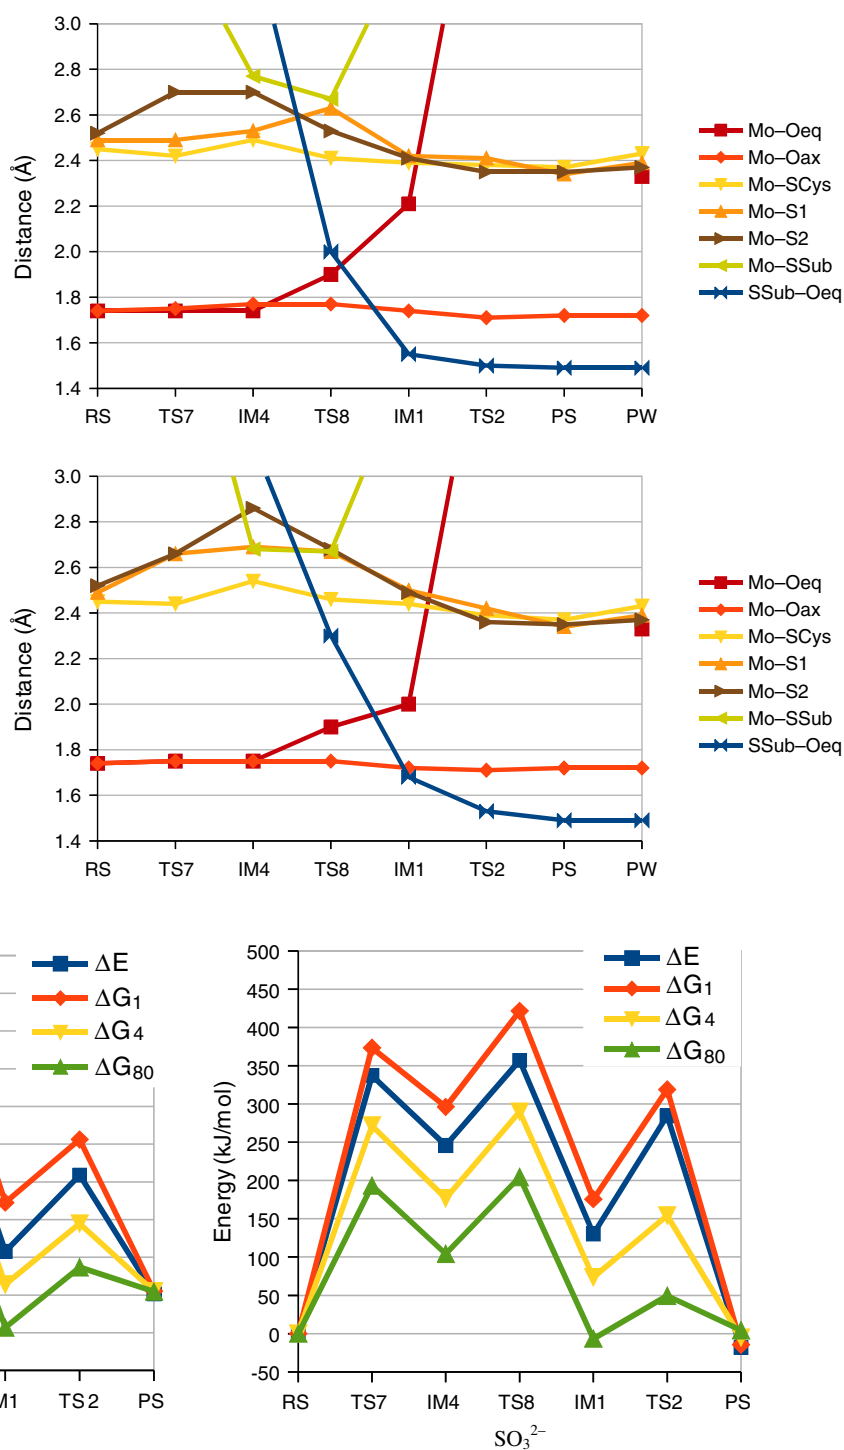 3.0
2.8
2.6
2.4
2.2
2.0
1.8
1.6
1.4
Distance (Å)
RS TS7 IM4 TS8 IM1 TS2 PS PW
Mo–Oeq
Mo–Oax
Mo–SCys
Mo–S1
Mo–S2
Mo–SSub
SSub–Oeq
3.0
2.8
2.6
2.4
2.2
2.0
1.8
1.6
1.4
Distance (Å)
RS TS7 IM4 TS8 IM1 TS2 PS PW
Mo–Oeq
Mo–Oax
Mo–SCys
Mo–S1
Mo–S2
Mo–SSub
SSub–Oeq
ΔE
ΔG1
ΔG4
ΔG80
M1 TS2 PS
500
450
400
350
300
250
200
150
100
50
0
-50
Energy (kJ/mol)
ΔE
ΔG1
ΔG4
ΔG80
RS TS7 IM4 TS8 IM1 TS2 PS
SO₃²⁻